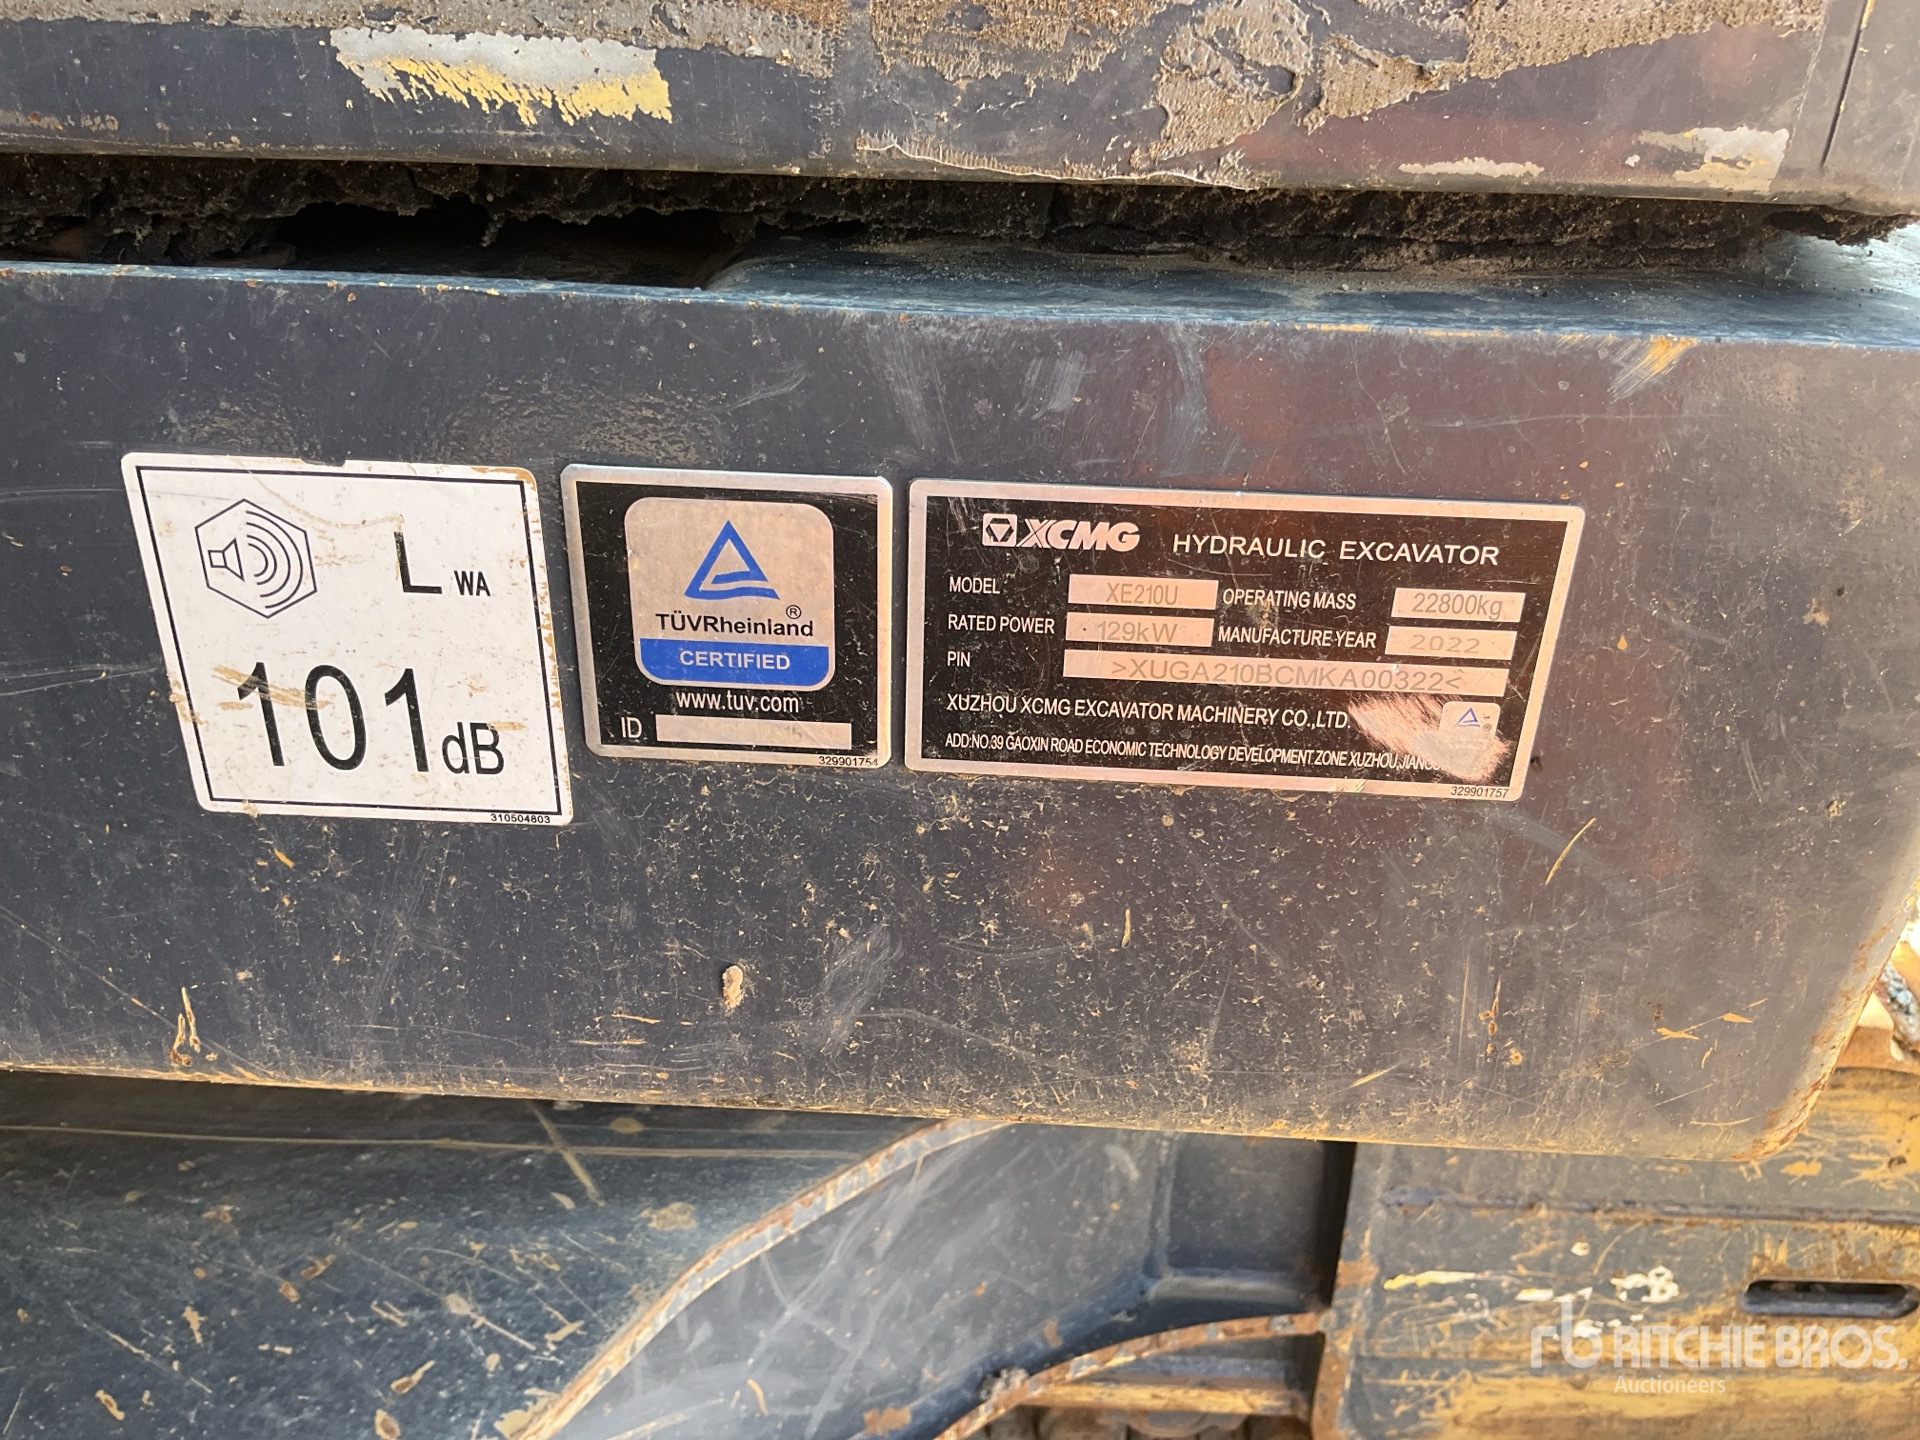 L WA
101dB
310504803
TÜVRheinland®
CERTIFIED
www.tuv.com
ID
329901754
XCMG HYDRAULIC EXCAVATOR
MODEL XE210U OPERATING MASS 22800kg
RATED POWER 129kW MANUFACTURE YEAR 2022
PIN >XUGA210BCMKA00322<
XUZHOU XCMG EXCAVATOR MACHINERY CO.,LTD.
ADD:NO.39 GAOXIN ROAD ECONOMIC TECHNOLOGY DEVELOPMENT ZONE XUZHOU,
329901757
rb RITCHIE BROS.
Auctioneers